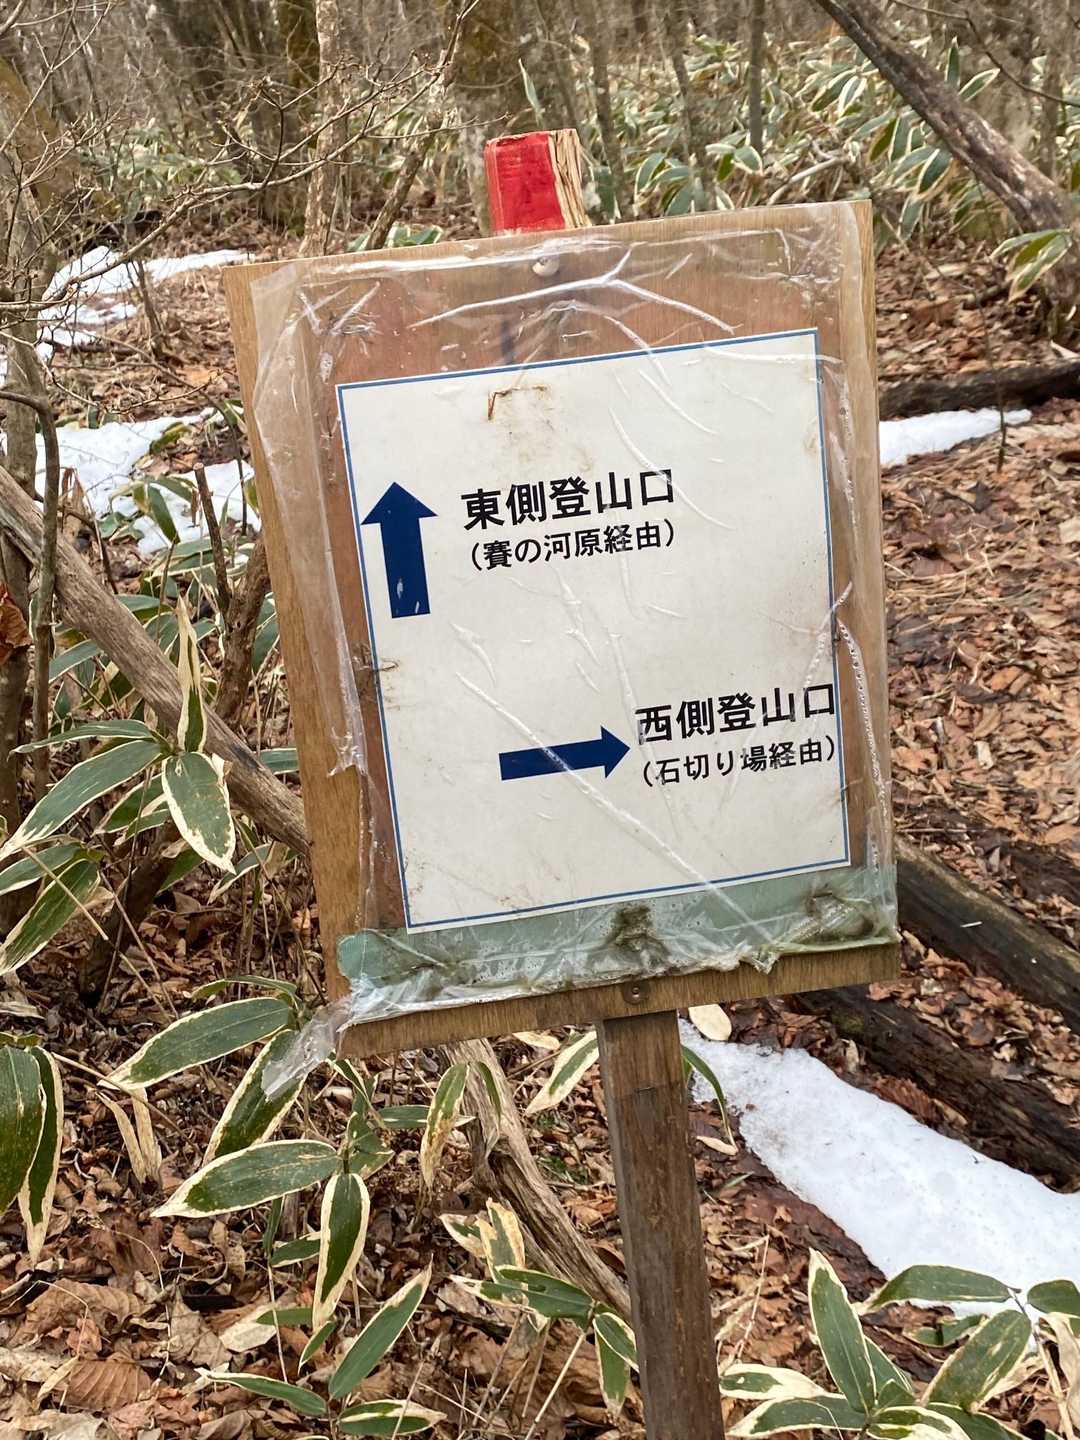 東側登山口
（賽の河原経由）
西側登山口
（石切り場経由）